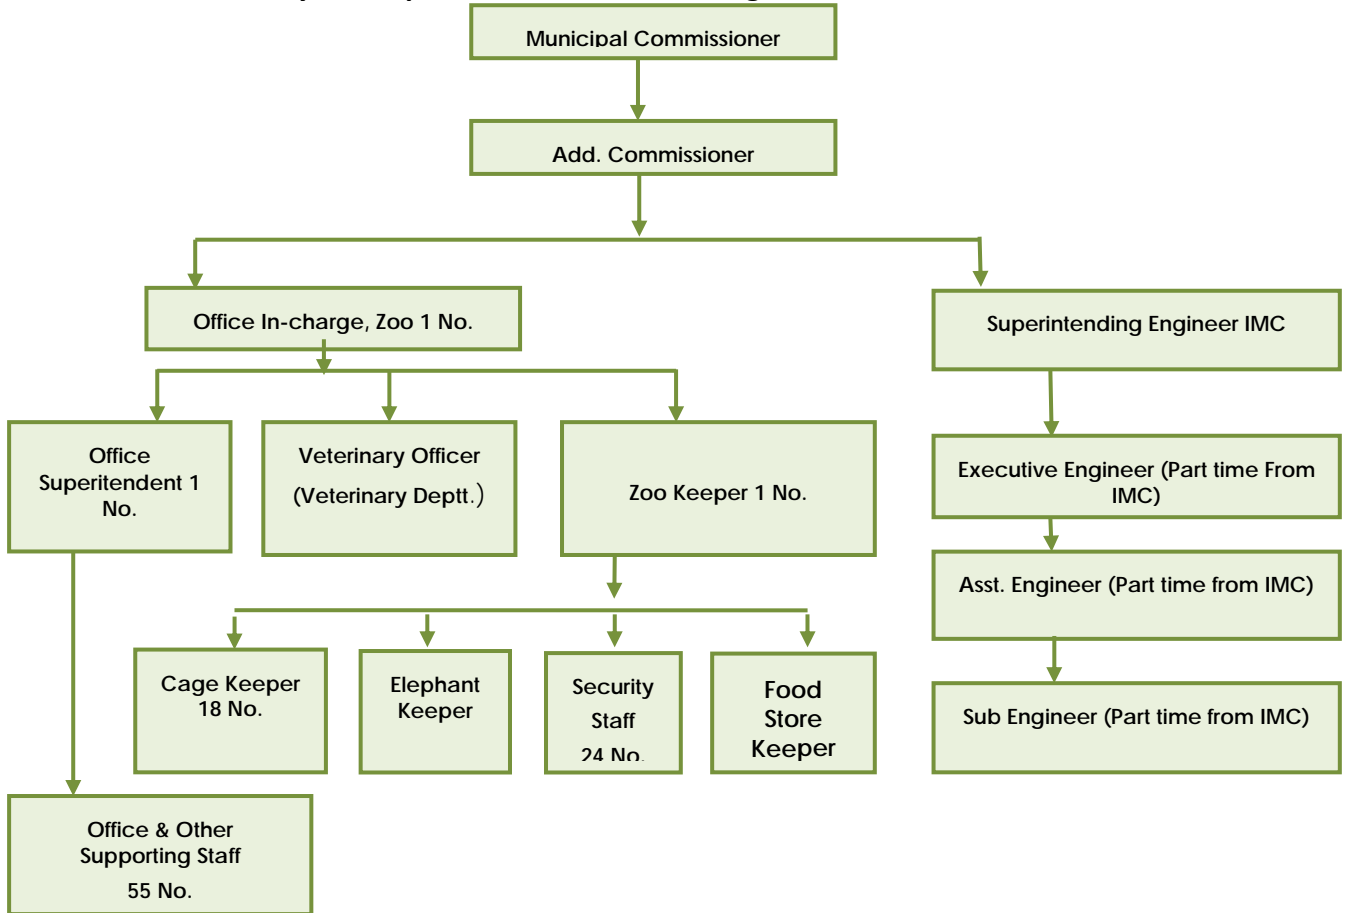 Municipal Commissioner
Add. Commissioner
Office In-charge, Zoo 1 No.
Superintending Engineer IMC
Office
Superitendent 1
No.
Veterinary Officer
(Veterinary Deptt.)
Zoo Keeper 1 No.
Executive Engineer (Part time From
IMC)
Asst. Engineer (Part time from IMC)
Cage Keeper
18 No.
Elephant
Keeper
Security
Staff
24 No.
Food
Store
Keeper
Sub Engineer (Part time from IMC)
Office & Other
Supporting Staff
55 No.